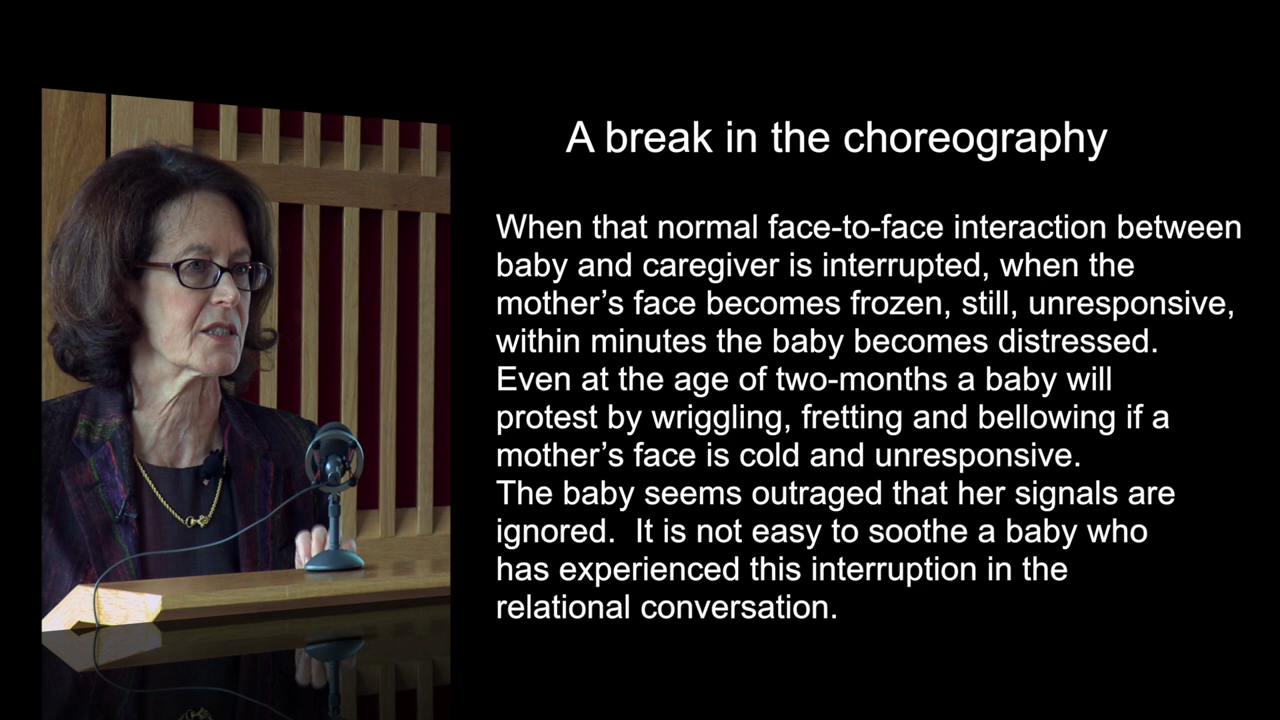 A break in the choreography
When that normal face-to-face interaction between
baby and caregiver is interrupted, when the
mother’s face becomes frozen, still, unresponsive,
within minutes the baby becomes distressed.
Even at the age of two-months a baby will
protest by wriggling, fretting and bellowing if a
mother’s face is cold and unresponsive.
The baby seems outraged that her signals are
ignored.  It is not easy to soothe a baby who
has experienced this interruption in the
relational conversation.